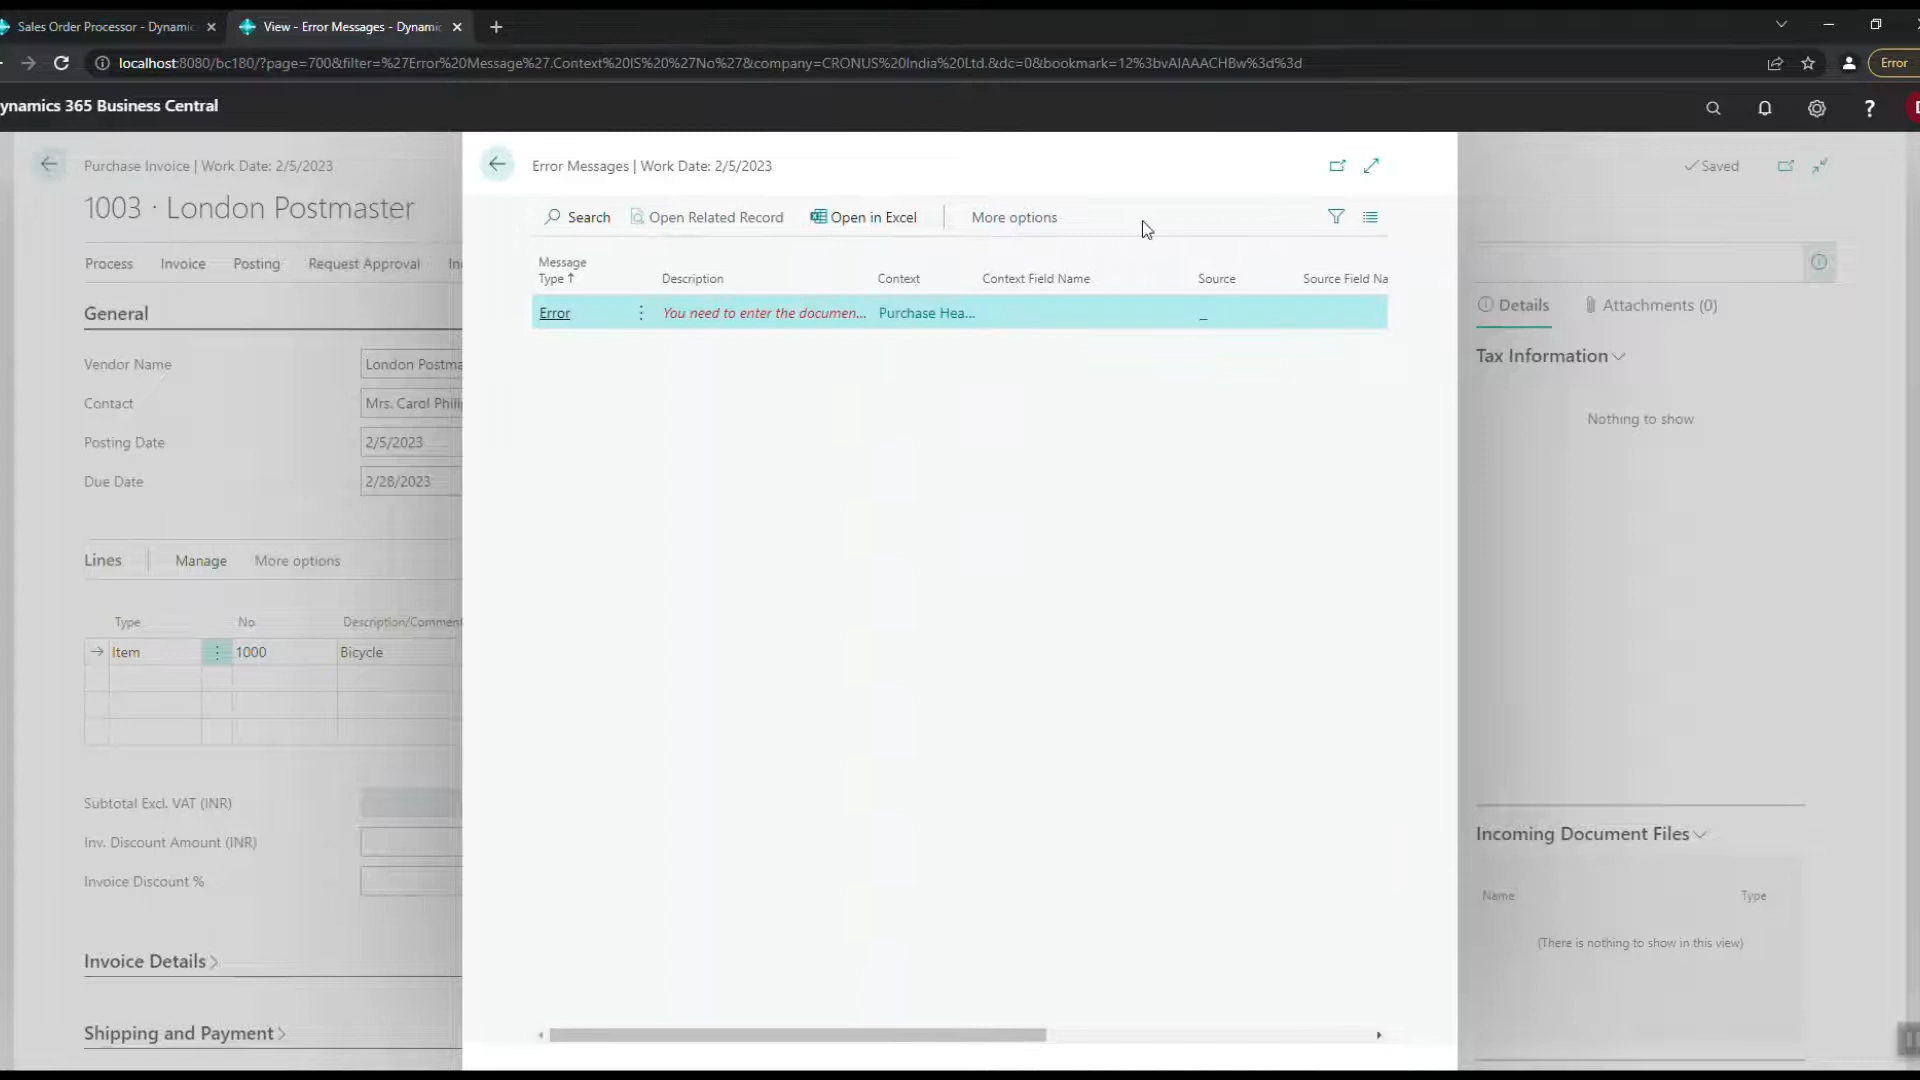 Sales Order Processor - Dynamic
View - Error Messages - Dynamic
localhost:8080/bc180/?page=700&filter=%27Error%20Message%27.Context%20IS%20%27No%27&company=CRONUS%20India%20Ltd.&dc=0&bookmark=12%3bvAIAAACHBw%3d%3d
Error
ynamics 365 Business Central
Purchase Invoice | Work Date: 2/5/2023
1003 · London Postmaster
Process Invoice Posting Request Approval In
General
Vendor Name London Postma
Contact Mrs. Carol Phili
Posting Date 2/5/2023
Due Date 2/28/2023
Lines Manage More options
Type No. Description/Comment
Item 1000 Bicycle
Subtotal Excl. VAT (INR)
Inv. Discount Amount (INR)
Invoice Discount %
Invoice Details
Shipping and Payment
Error Messages | Work Date: 2/5/2023
Search Open Related Record Open in Excel More options
Message
Type ↑ Description Context Context Field Name Source Source Field Na
Error You need to enter the documen... Purchase Hea... _
Saved
Details Attachments (0)
Tax Information
Nothing to show
Incoming Document Files
Name Type
(There is nothing to show in this view)